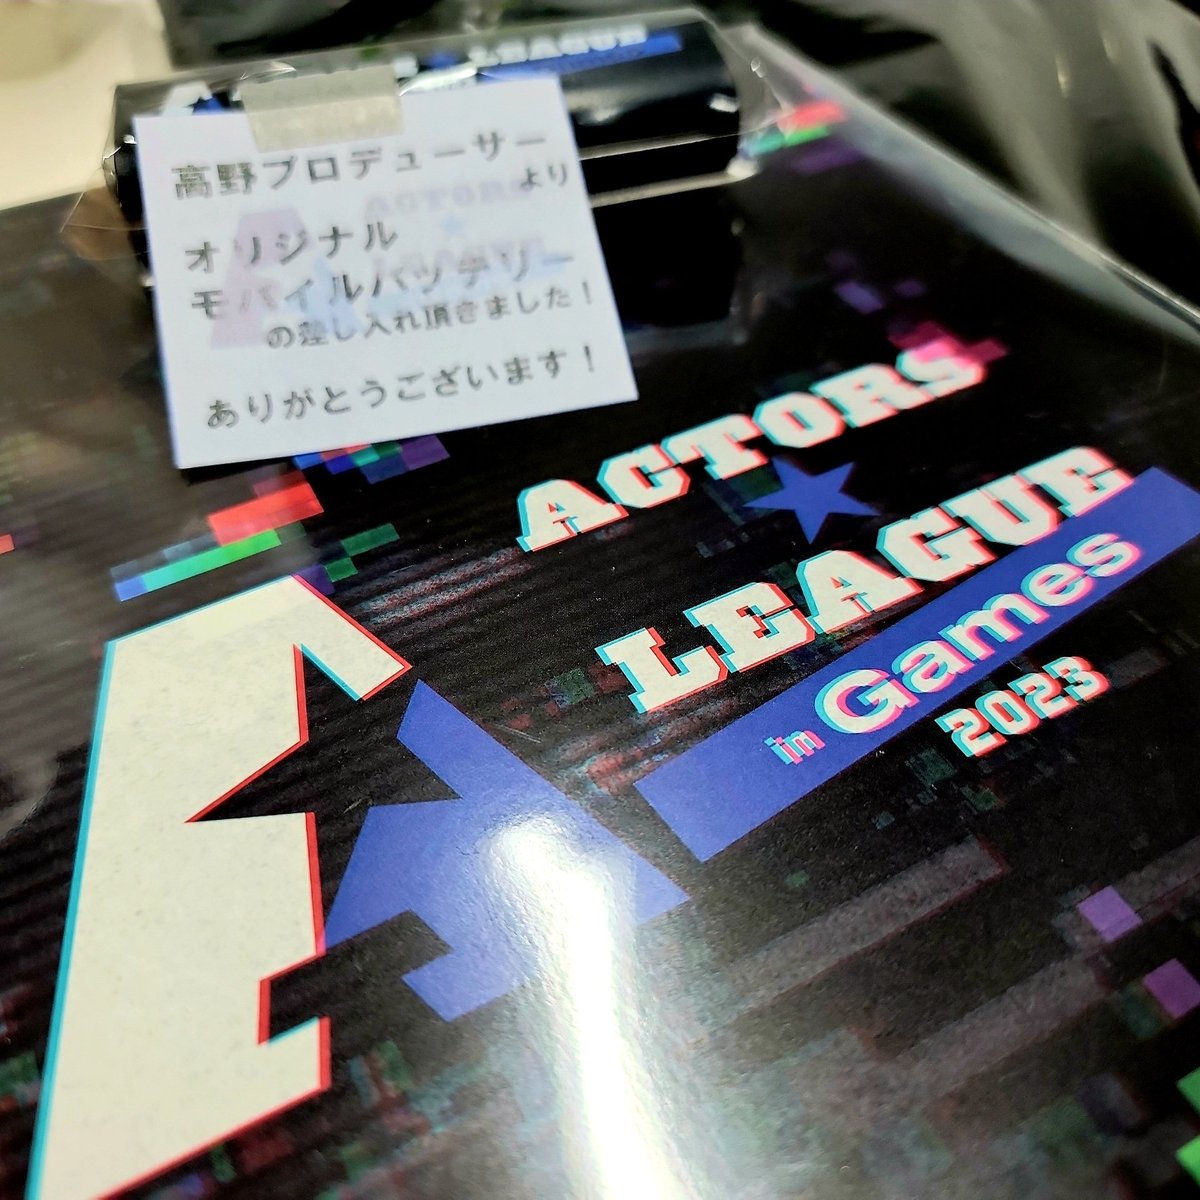 LEAGUE
高野プロデューサー
より
オリジナル
モバイルバッテリー
の差し入れ頂きました!
ありがとうございます!
ACTORS
LEAGUE
in Games
2023